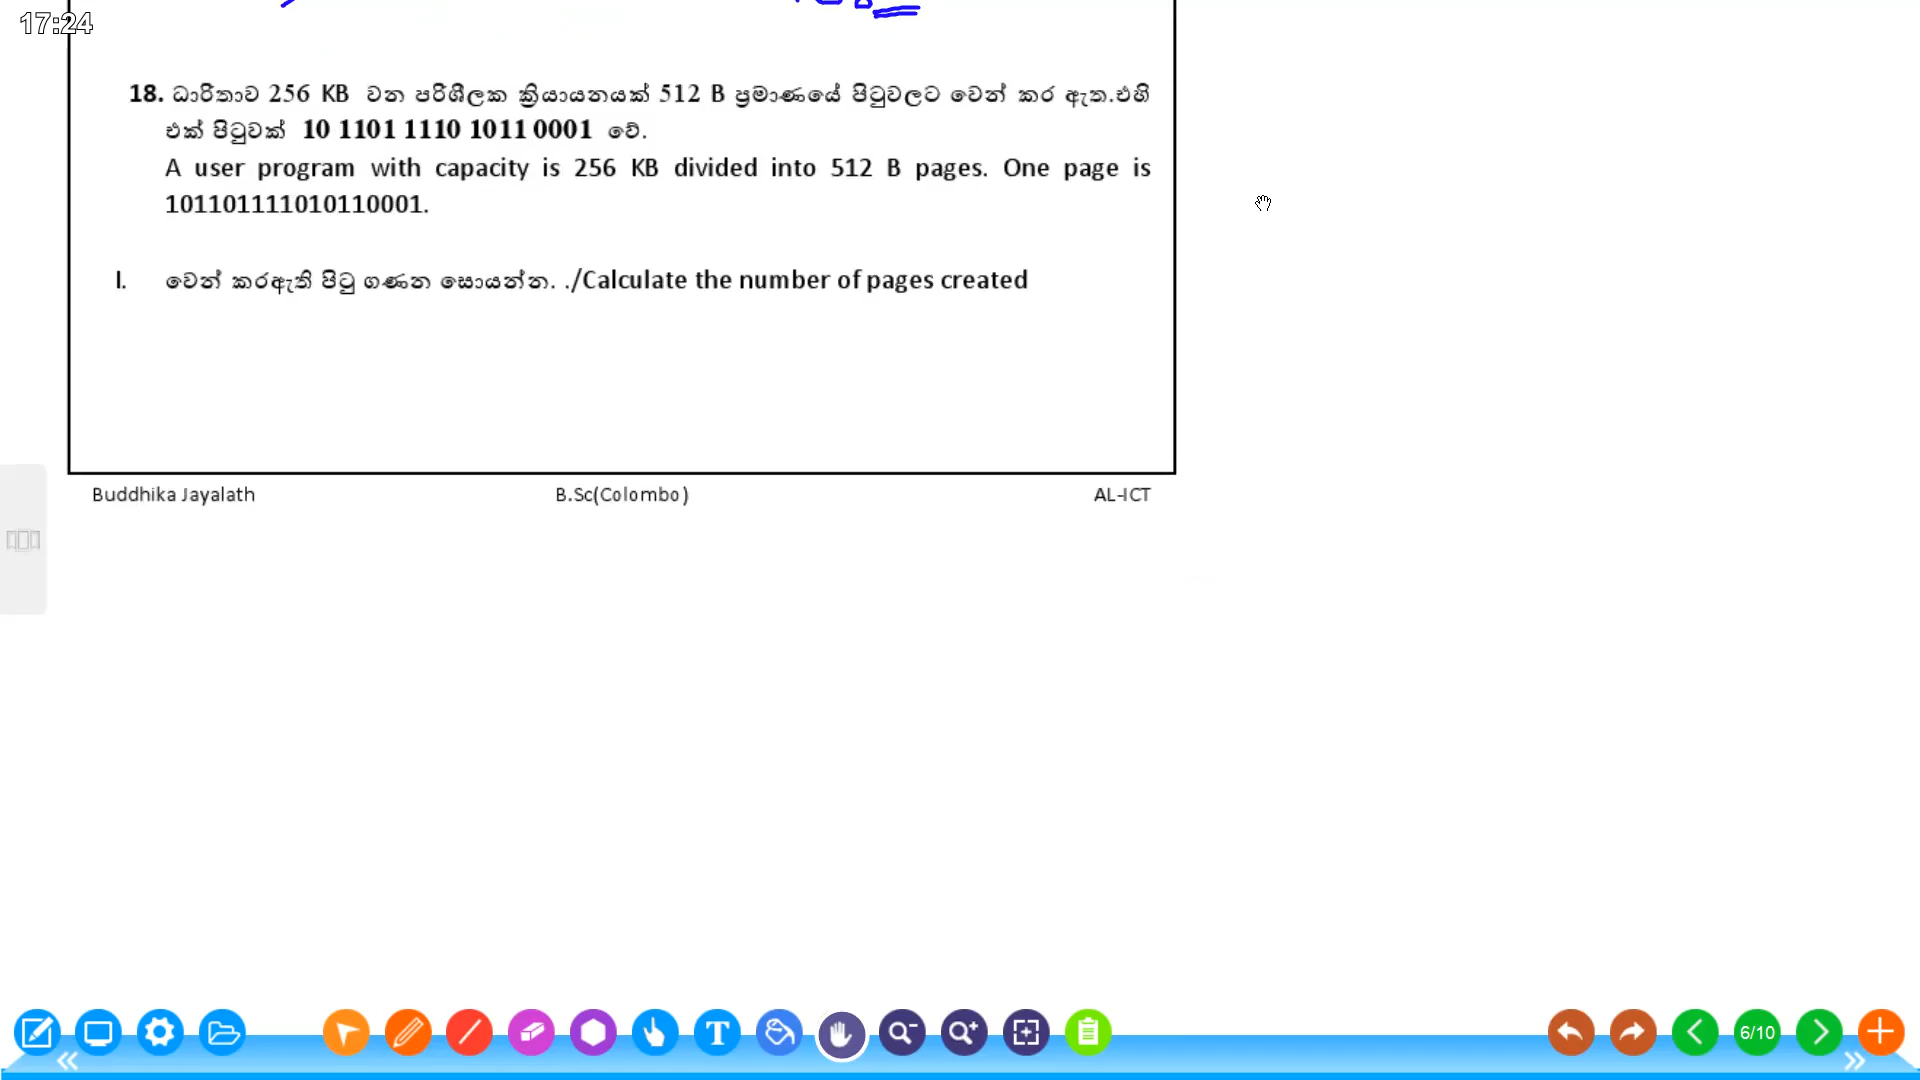 17:24
18. ධාරිතාව 256 KB වන පරිශීලක ක්‍රියායනයක් 512 B ප්‍රමාණයේ පිටුවලට වෙන් කර ඇත.එහි
එක් පිටුවක් 10 1101 1110 1011 0001 වේ.
A user program with capacity is 256 KB divided into 512 B pages. One page is
101101111010110001.
I. වෙන් කරඇති පිටු ගණන සොයන්න. ./Calculate the number of pages created
Buddhika Jayalath B.Sc(Colombo) AL-ICT
6/10